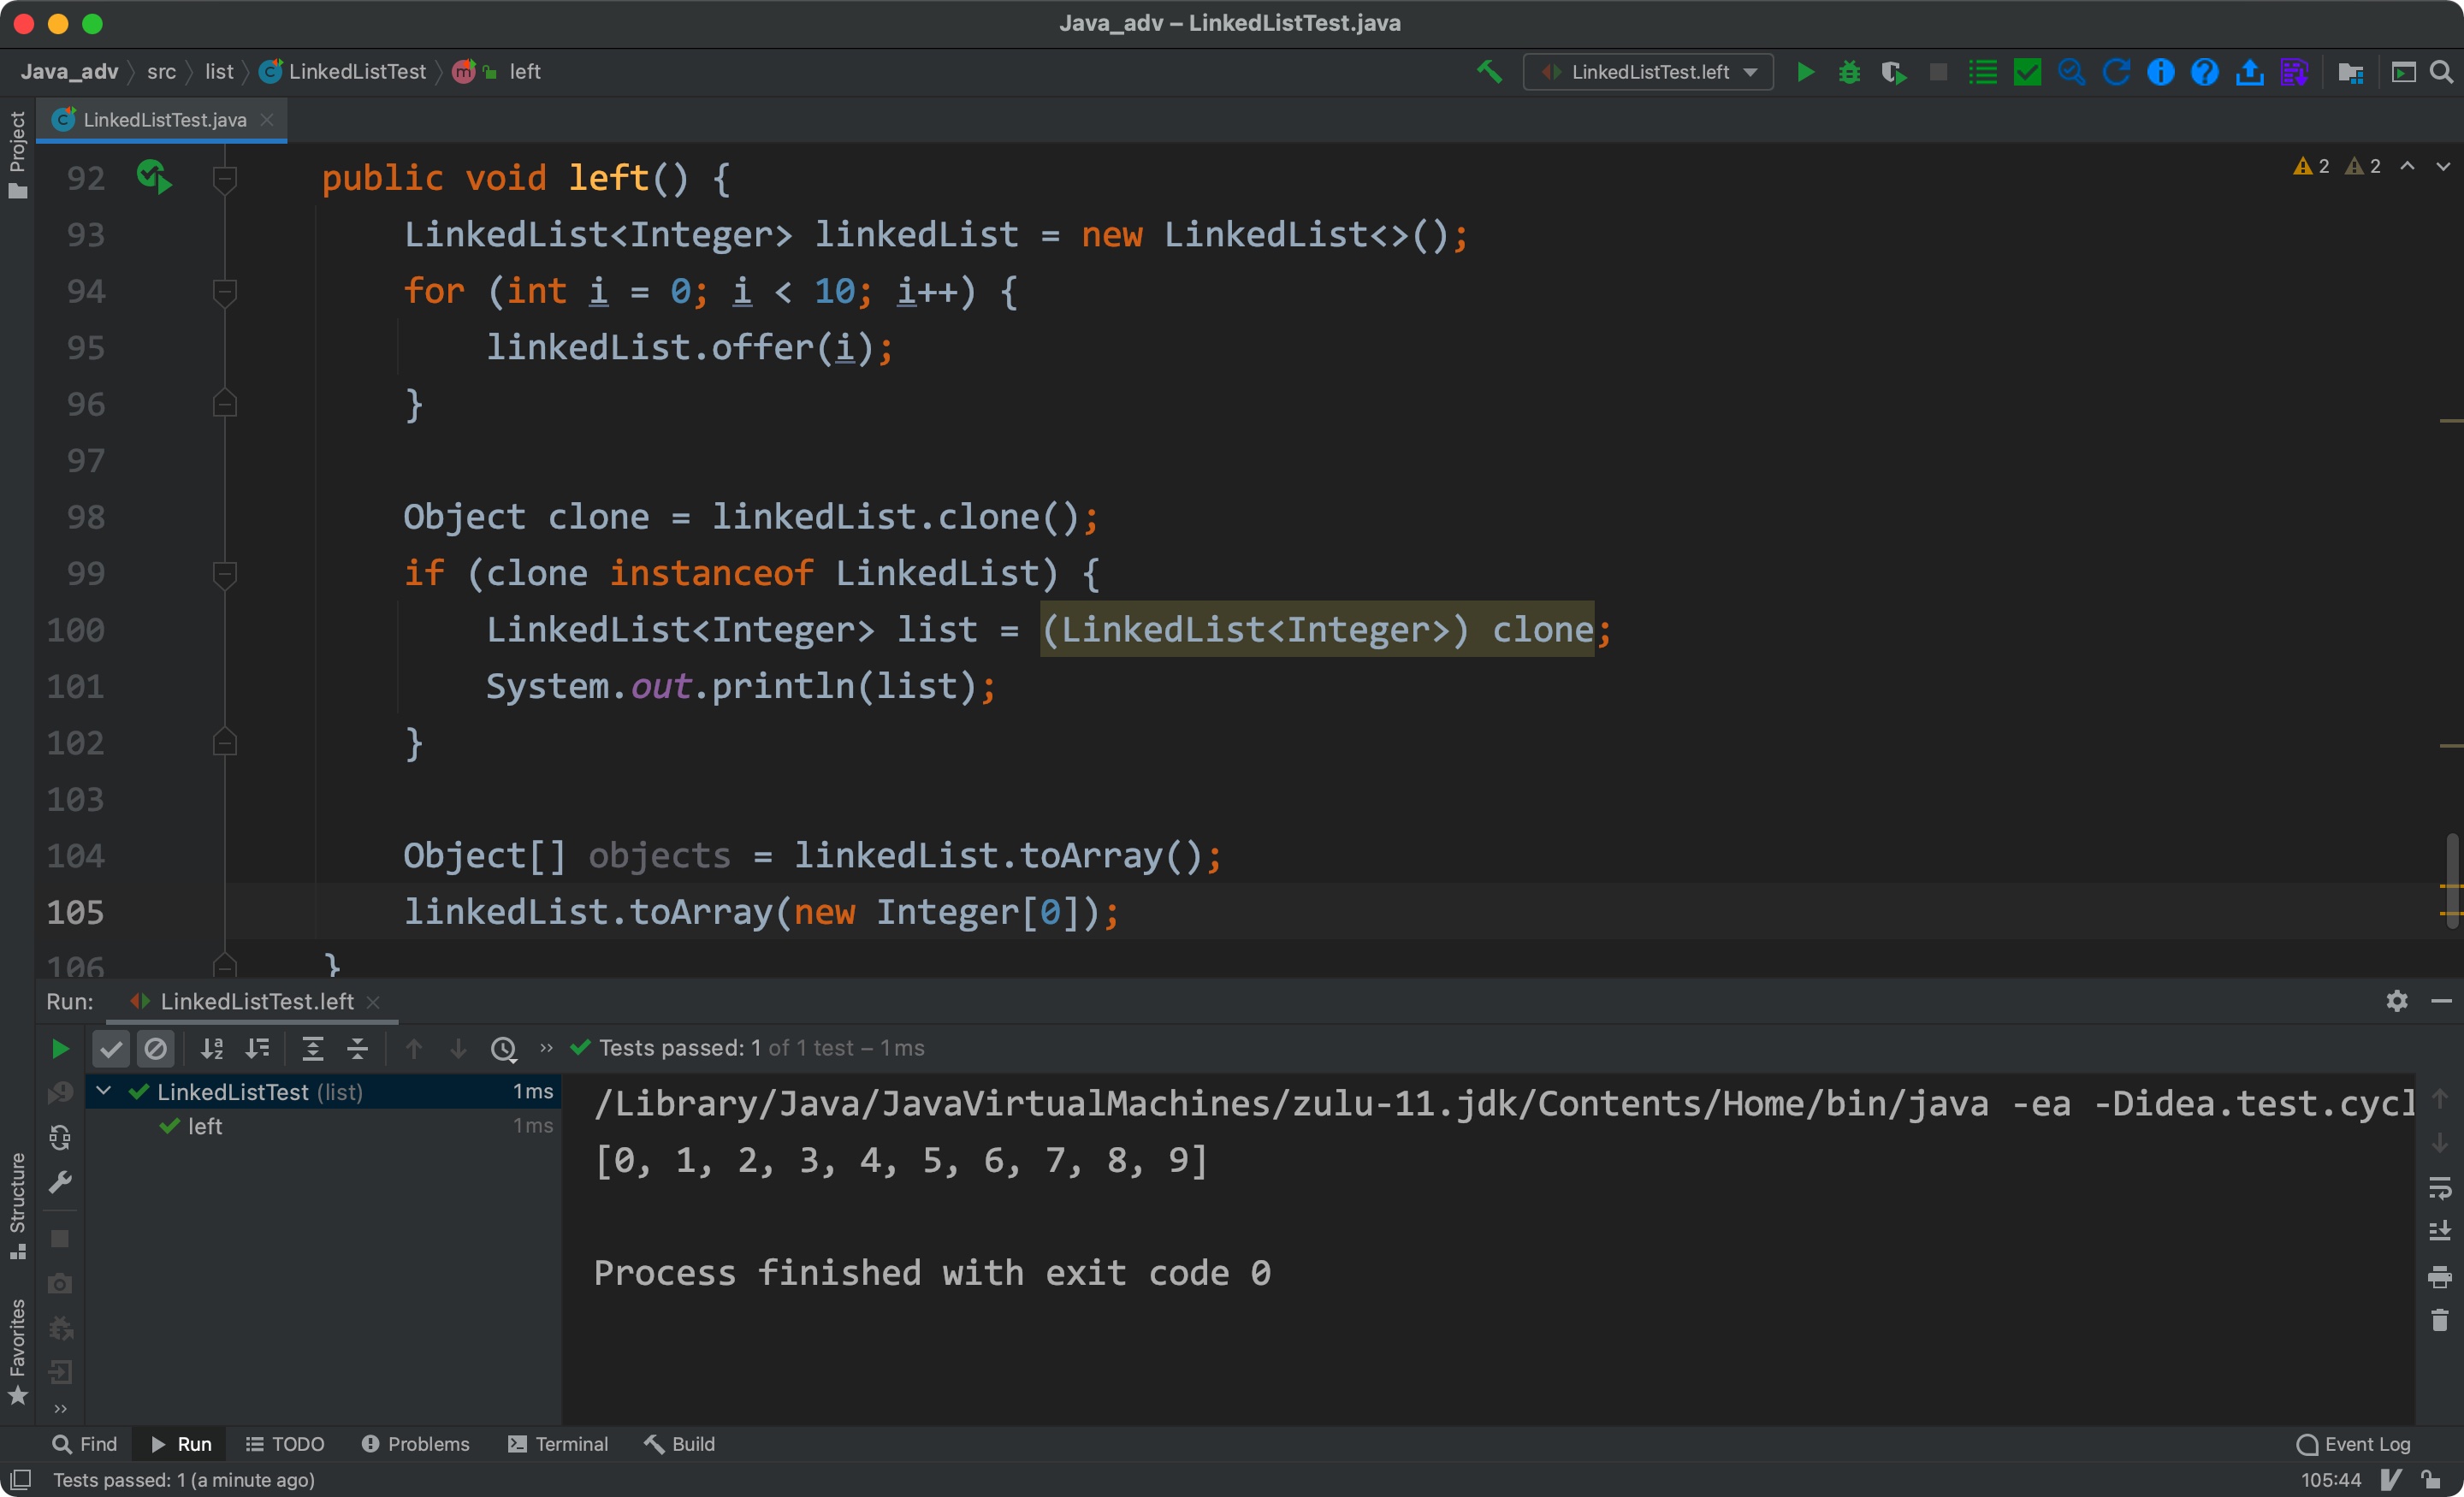 Java_adv – LinkedListTest.java
Java_adv src list LinkedListTest left
LinkedListTest.left
Project
LinkedListTest.java
2 2
92 public void left() {
93 LinkedList<Integer> linkedList = new LinkedList<>();
94 for (int i = 0; i < 10; i++) {
95 linkedList.offer(i);
96 }
97
98 Object clone = linkedList.clone();
99 if (clone instanceof LinkedList) {
100 LinkedList<Integer> list = (LinkedList<Integer>) clone;
101 System.out.println(list);
102 }
103
104 Object[] objects = linkedList.toArray();
105 linkedList.toArray(new Integer[0]);
106 }
Run: LinkedListTest.left
Tests passed: 1 of 1 test – 1ms
LinkedListTest (list) 1ms
left 1ms
/Library/Java/JavaVirtualMachines/zulu-11.jdk/Contents/Home/bin/java -ea -Didea.test.cycl
[0, 1, 2, 3, 4, 5, 6, 7, 8, 9]
Process finished with exit code 0
Structure
Favorites
Find Run TODO Problems Terminal Build Event Log
Tests passed: 1 (a minute ago) 105:44